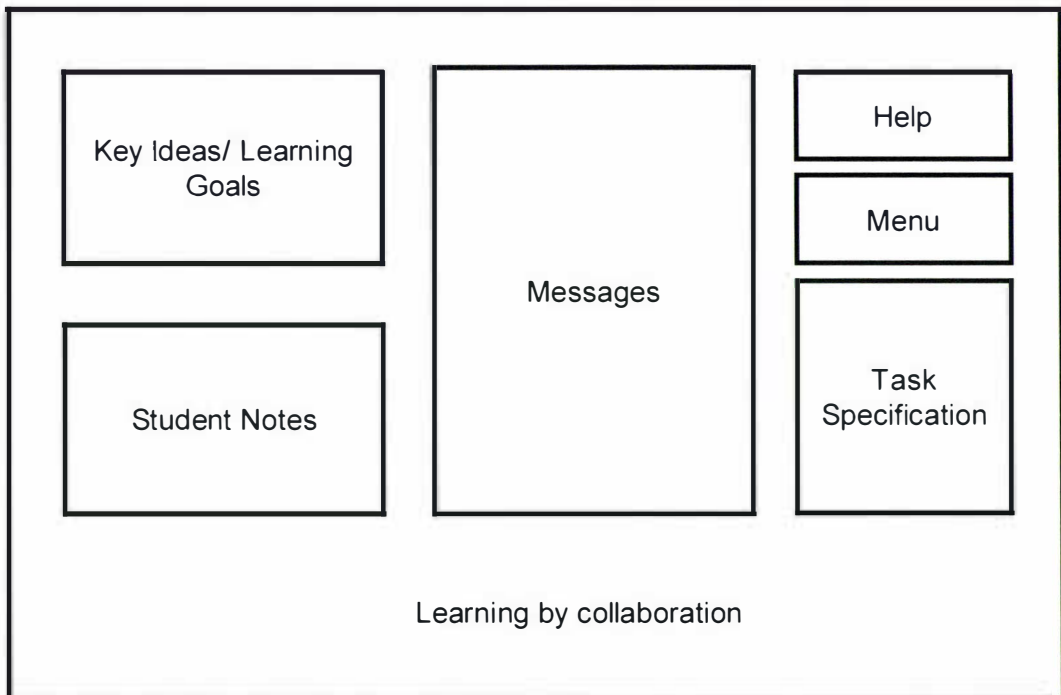 Key Ideas/ Learning
Goals
Student Notes
Messages
Help
Menu
Task
Specification
Learning by collaboration